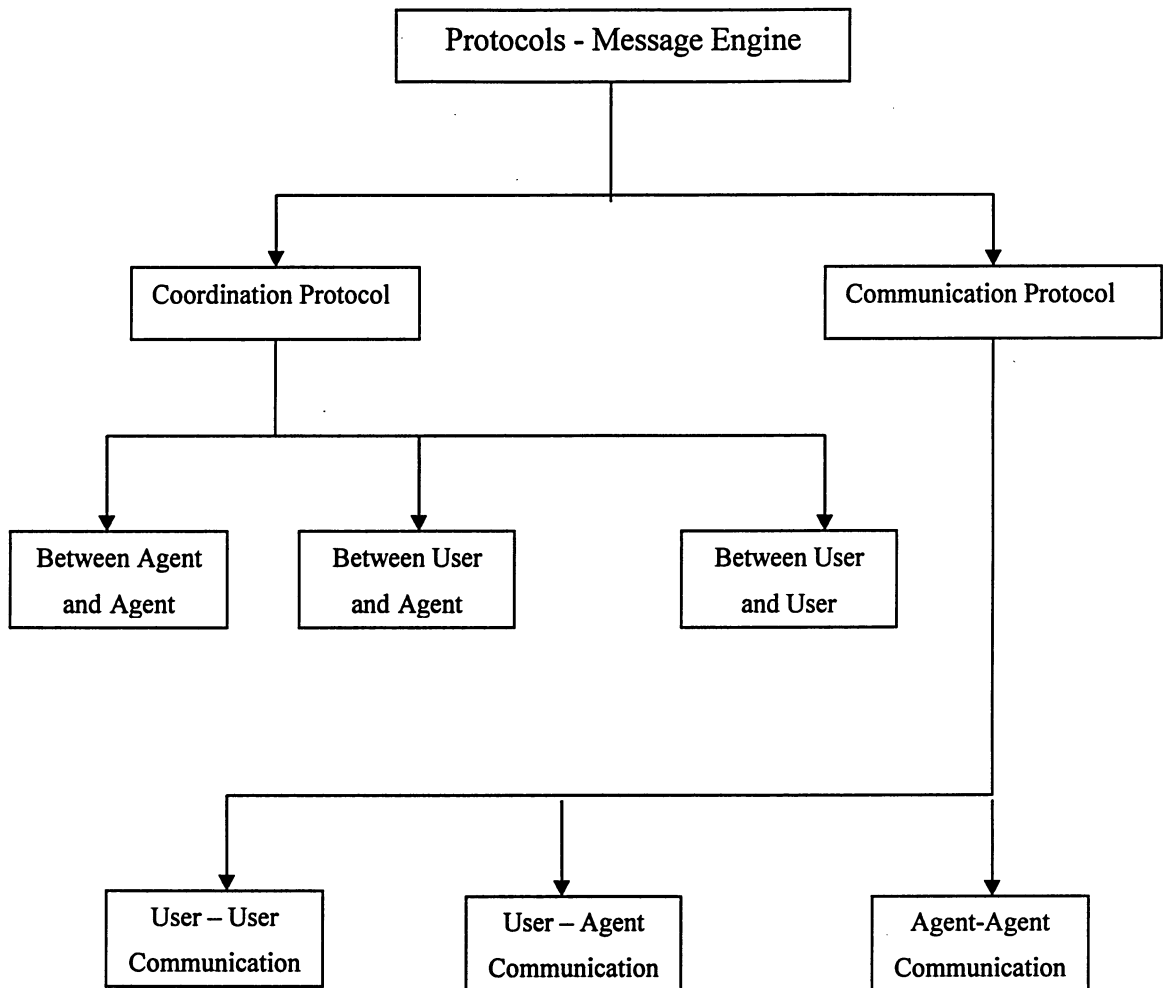 Protocols - Message Engine
Coordination Protocol
Communication Protocol
Between Agent
and Agent
Between User
and Agent
Between User
and User
User – User
Communication
User – Agent
Communication
Agent-Agent
Communication